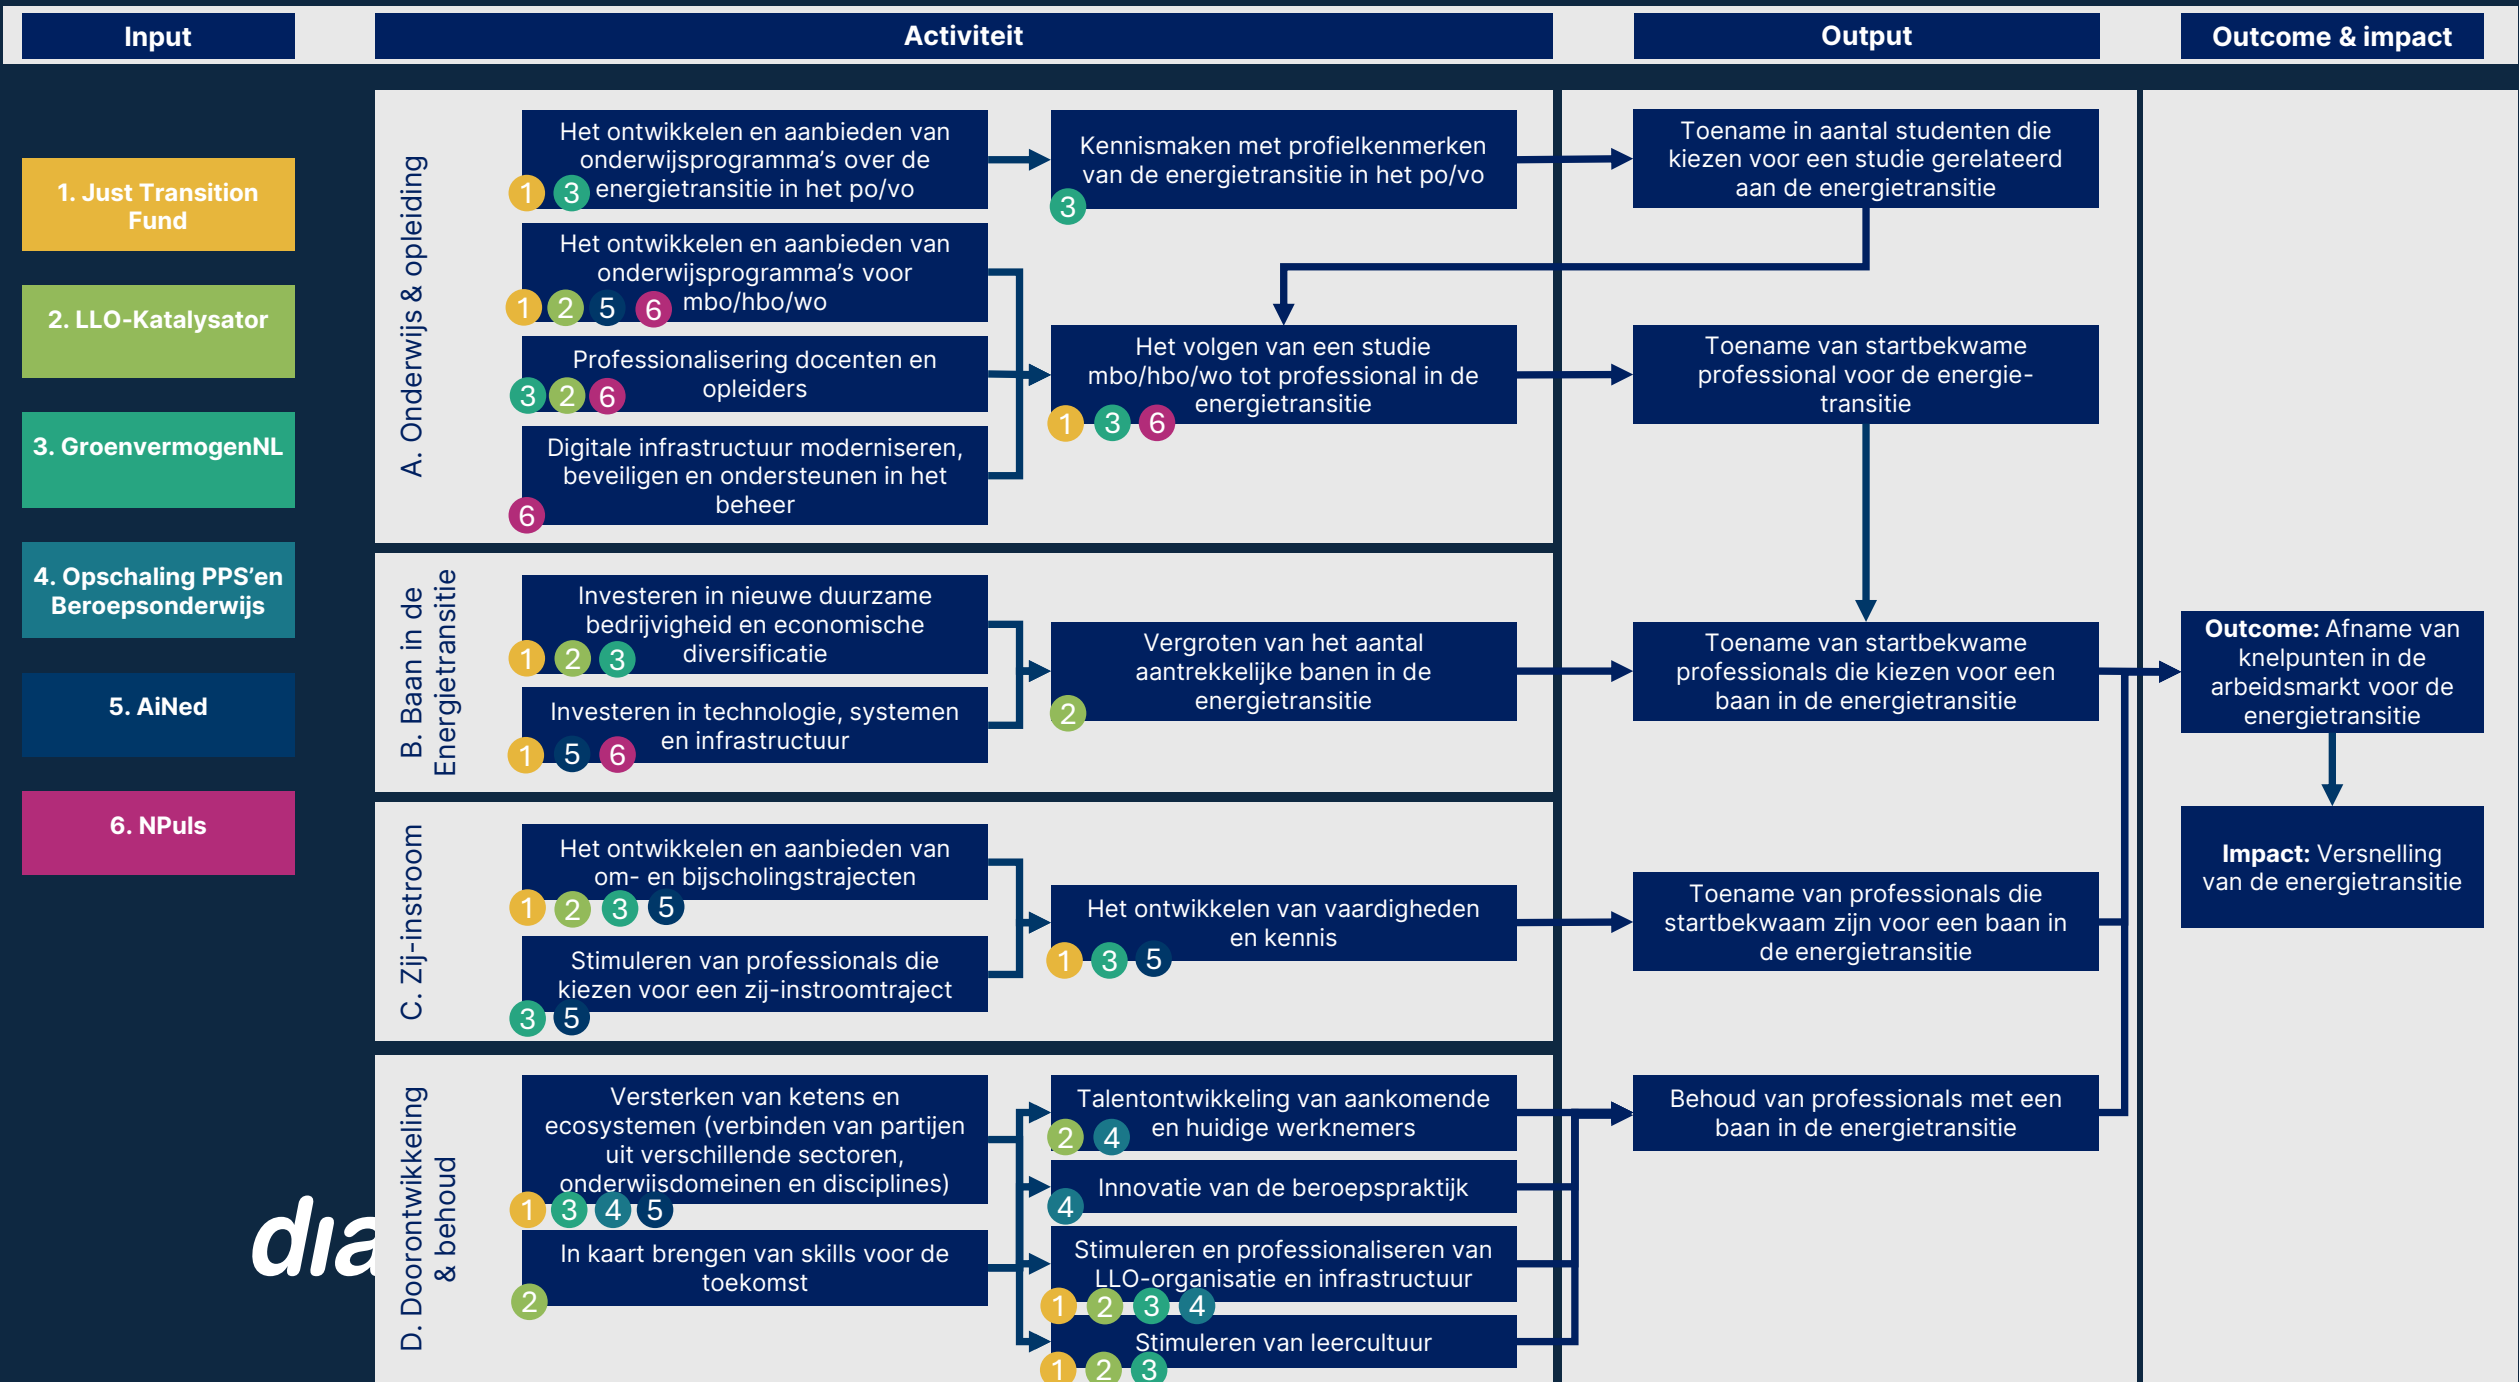 Input
Activiteit
Output
Outcome & impact
1. Just Transition
Fund
2. LLO-Katalysator
3. GroenvermogenNL
4. Opschaling PPS’en
Beroepsonderwijs
5. AiNed
6. NPuls
A. Onderwijs & opleiding
Het ontwikkelen en aanbieden van
onderwijsprogramma’s over de
energietransitie in het po/vo
1 3
Kennismaken met profielkenmerken
van de energietransitie in het po/vo
3
Toename in aantal studenten die
kiezen voor een studie gerelateerd
aan de energietransitie
Het ontwikkelen en aanbieden van
onderwijsprogramma’s voor
mbo/hbo/wo
1 2 5 6
Professionalisering docenten en
opleiders
3 2 6
Digitale infrastructuur moderniseren,
beveiligen en ondersteunen in het
beheer
6
Het volgen van een studie
mbo/hbo/wo tot professional in de
energietransitie
1 3 6
Toename van startbekwame
professional voor de energie-
transitie
B. Baan in de
Energietransitie
Investeren in nieuwe duurzame
bedrijvigheid en economische
diversificatie
1 2 3
Investeren in technologie, systemen
en infrastructuur
1 5 6
Vergroten van het aantal
aantrekkelijke banen in de
energietransitie
2
Toename van startbekwame
professionals die kiezen voor een
baan in de energietransitie
Outcome: Afname van
knelpunten in de
arbeidsmarkt voor de
energietransitie
Impact: Versnelling
van de energietransitie
C. Zij-instroom
Het ontwikkelen en aanbieden van
om- en bijscholingstrajecten
1 2 3 5
Stimuleren van professionals die
kiezen voor een zij-instroomtraject
3 5
Het ontwikkelen van vaardigheden
en kennis
1 3 5
Toename van professionals die
startbekwaam zijn voor een baan in
de energietransitie
D. Doorontwikkeling
& behoud
Versterken van ketens en
ecosystemen (verbinden van partijen
uit verschillende sectoren,
onderwijsdomeinen en disciplines)
1 3 4 5
In kaart brengen van skills voor de
toekomst
2
Talentontwikkeling van aankomende
en huidige werknemers
2 4
Innovatie van de beroepspraktijk
4
Stimuleren en professionaliseren van
LLO-organisatie en infrastructuur
1 2 3 4
Stimuleren van leercultuur
1 2 3
Behoud van professionals met een
baan in de energietransitie
dia